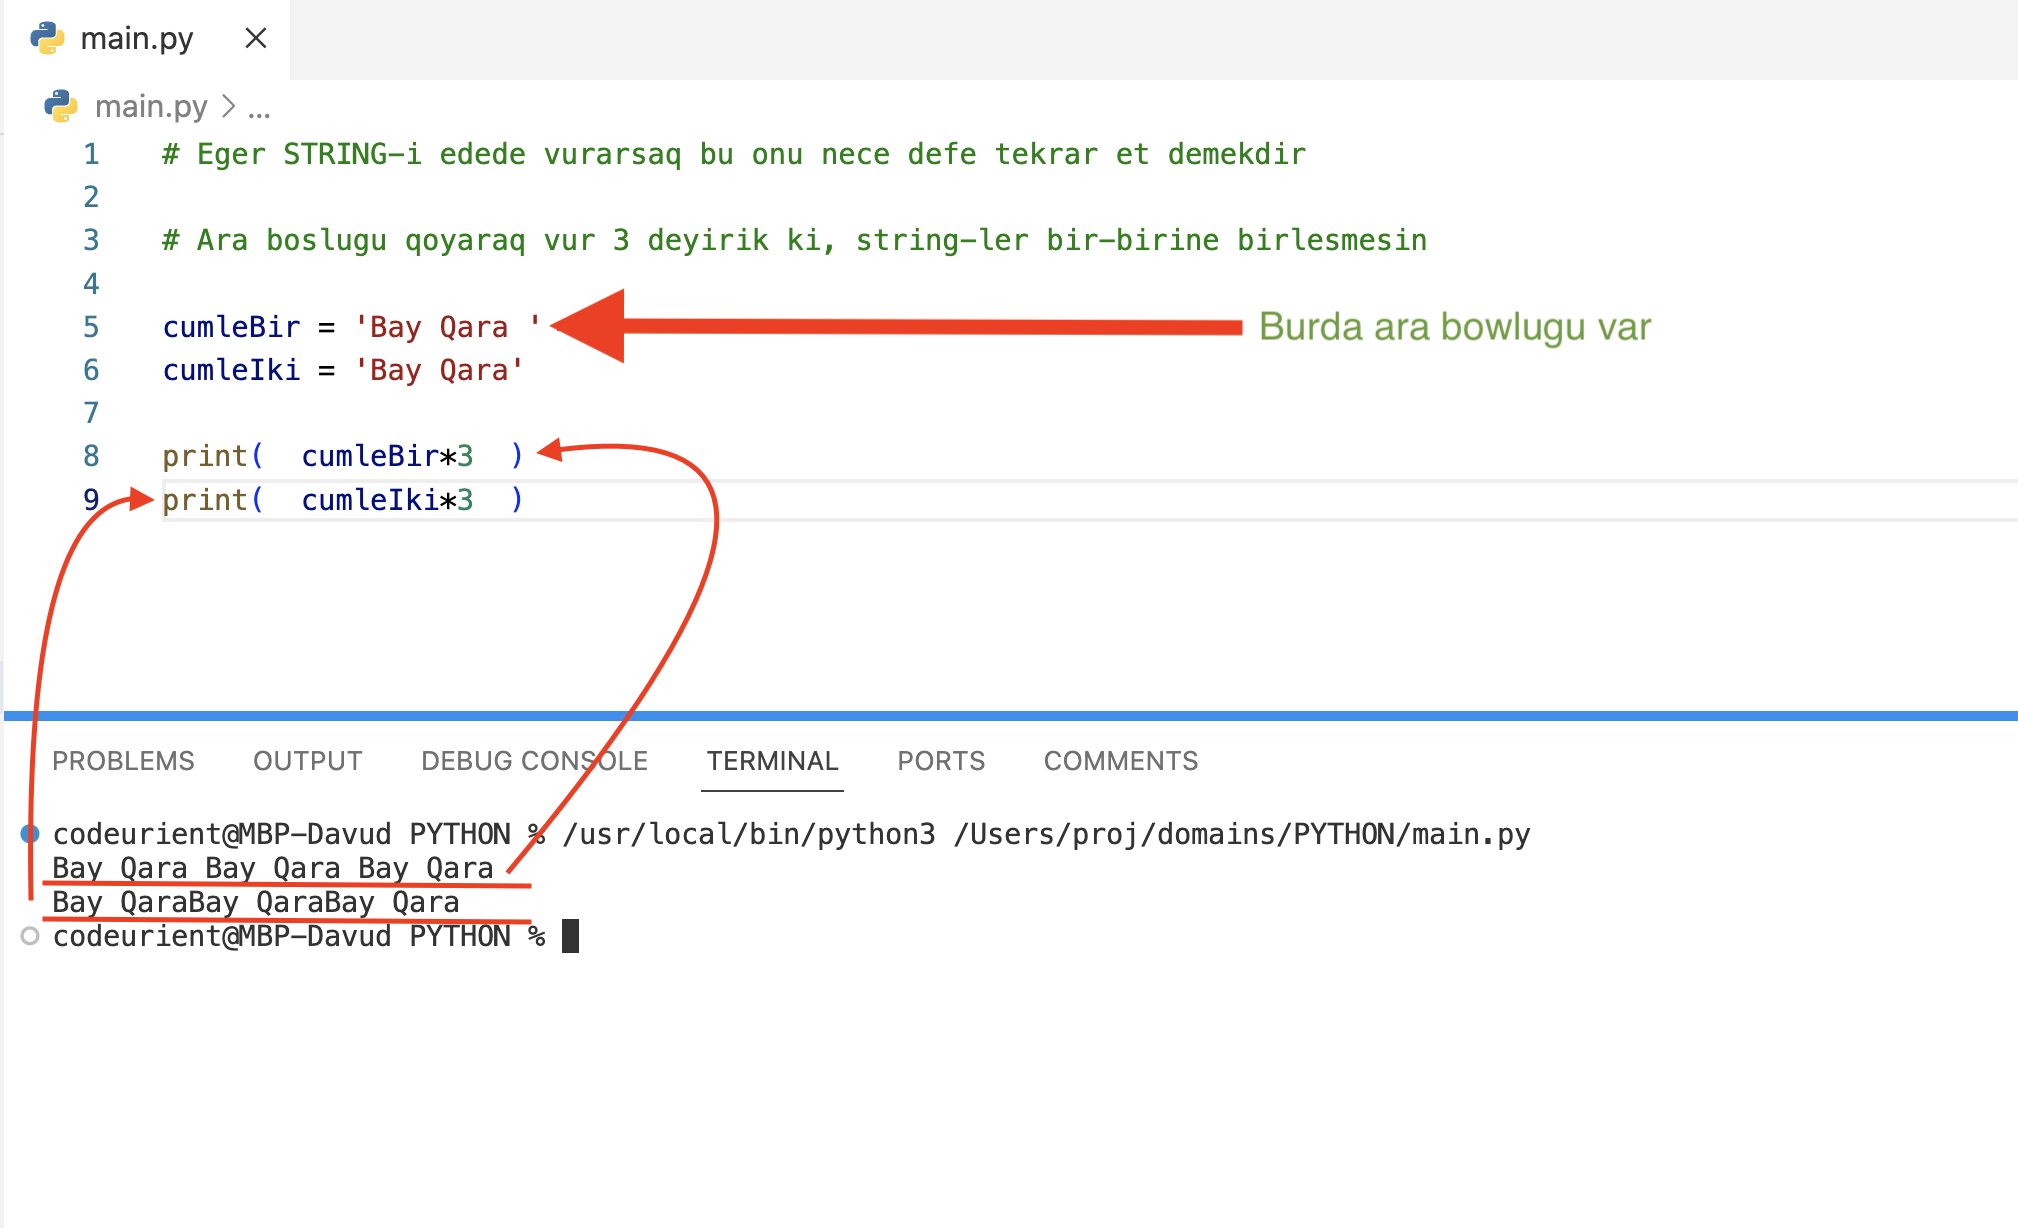 main.py
main.py > ...
1 # Eger STRING-i edede vurarsaq bu onu nece defe tekrar et demekdir
2
3 # Ara boslugu qoyaraq vur 3 deyirik ki, string-ler bir-birine birlesmesin
4
5 cumleBir = 'Bay Qara ' Burda ara bowlugu var
6 cumleIki = 'Bay Qara'
7
8 print(  cumleBir*3  )
9 print(  cumleIki*3  )
PROBLEMS OUTPUT DEBUG CONSOLE TERMINAL PORTS COMMENTS
codeurient@MBP-Davud PYTHON % /usr/local/bin/python3 /Users/proj/domains/PYTHON/main.py
Bay Qara Bay Qara Bay Qara
Bay QaraBay QaraBay Qara
codeurient@MBP-Davud PYTHON %